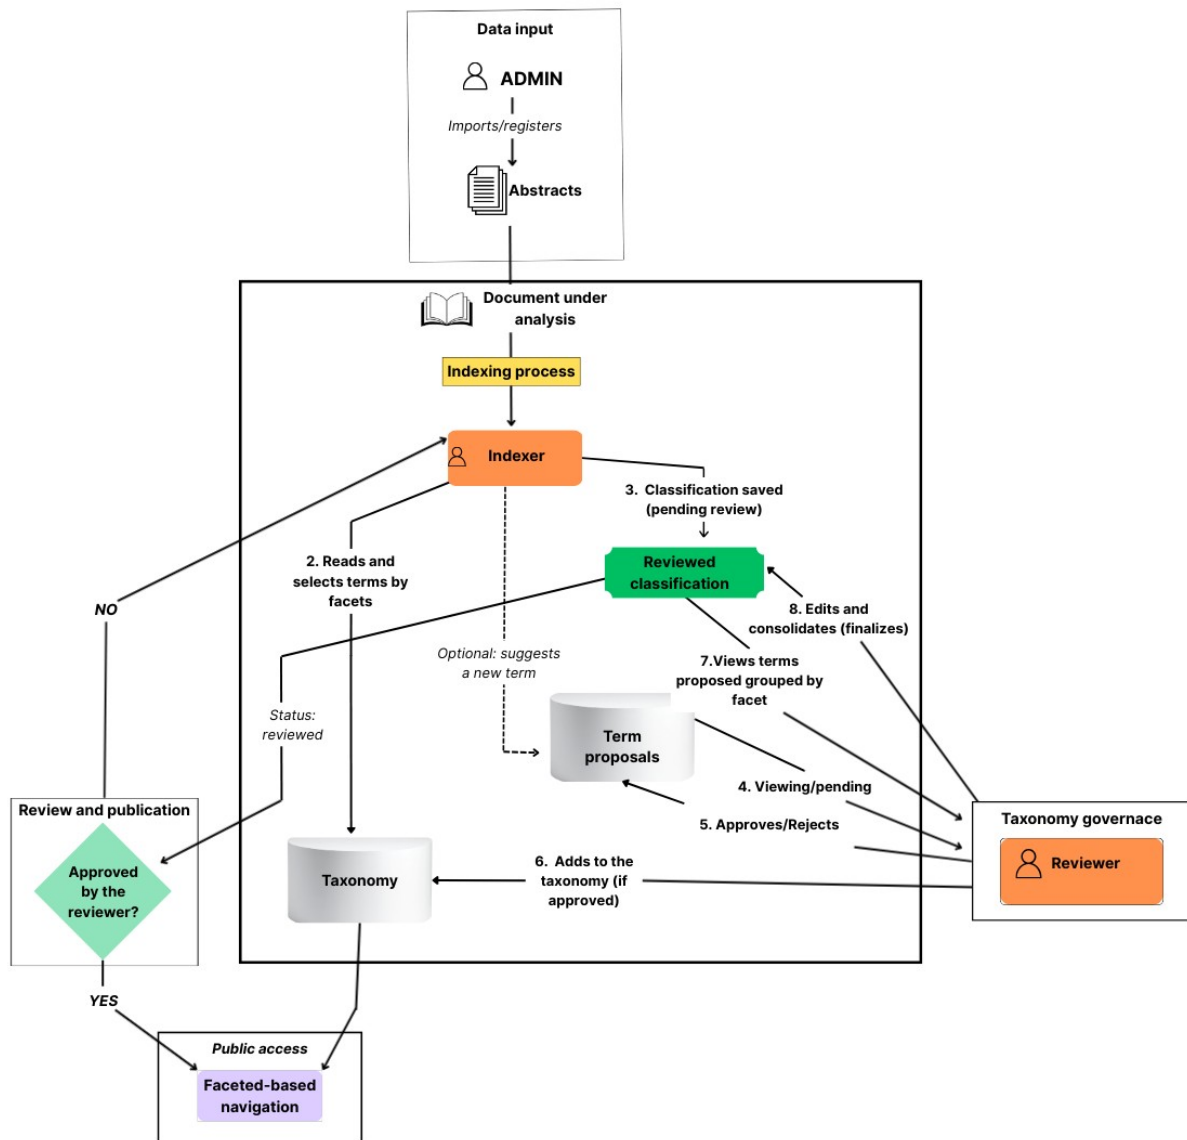 Data input
ADMIN
Imports/registers
Abstracts
Document under
analysis
Indexing process
Indexer
3. Classification saved
(pending review)
2. Reads and
selects terms by
facets
Reviewed
classification
NO
8. Edits and
consolidates (finalizes)
Optional: suggests
a new term
7.Views terms
proposed grouped by
facet
Status:
reviewed
Term
proposals
4. Viewing/pending
5. Approves/Rejects
Review and publication
Approved
by the
reviewer?
Taxonomy governace
Reviewer
Taxonomy
6. Adds to the
taxonomy (if
approved)
YES
Public access
Faceted-based
navigation